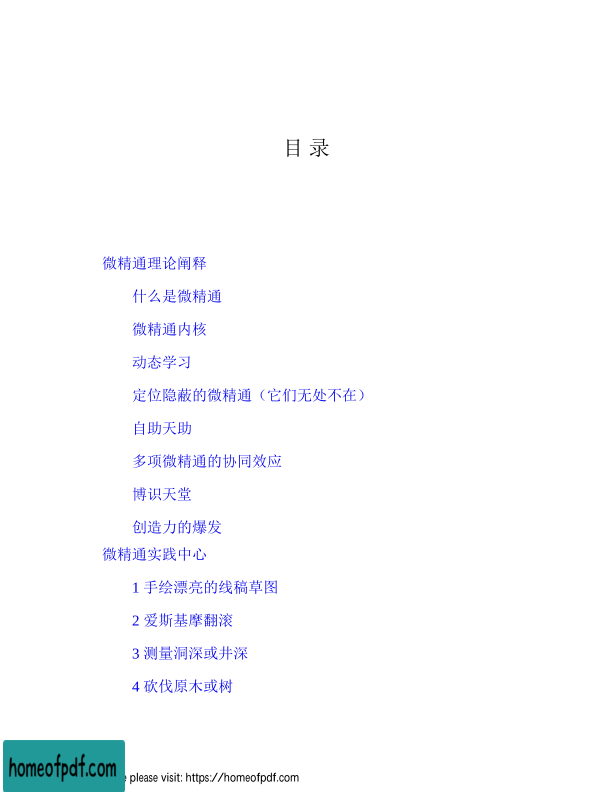 目 录
微精通理论阐释
什么是微精通
微精通内核
动态学习
定位隐蔽的微精通（它们无处不在）
自助天助
多项微精通的协同效应
博识天堂
创造力的爆发
微精通实践中心
1 手绘漂亮的线稿草图
2 爱斯基摩翻滚
3 测量洞深或井深
4 砍伐原木或树
homeofpdf.com
please visit: https://homeofpdf.com